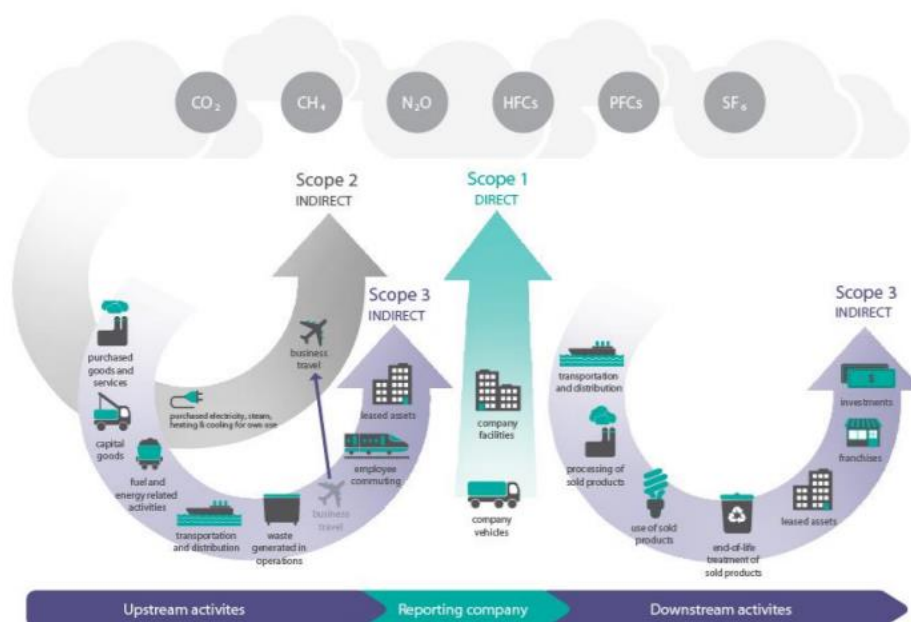 CO₂
CH₄
N₂O
HFCs
PFCs
SF₆
Scope 2
INDIRECT
Scope 1
DIRECT
Scope 3
INDIRECT
Scope 3
INDIRECT
business
travel
purchased
goods and
services
purchased electricity, steam,
heating & cooling for own use
capital
goods
fuel and
energy related
activities
transportation
and distribution
waste
generated in
operations
business
travel
employee
commuting
leased assets
company
facilities
company
vehicles
transportation
and distribution
processing of
sold products
use of sold
products
end-of-life
treatment of
sold products
leased assets
franchises
investments
Upstream activites
Reporting company
Downstream activites